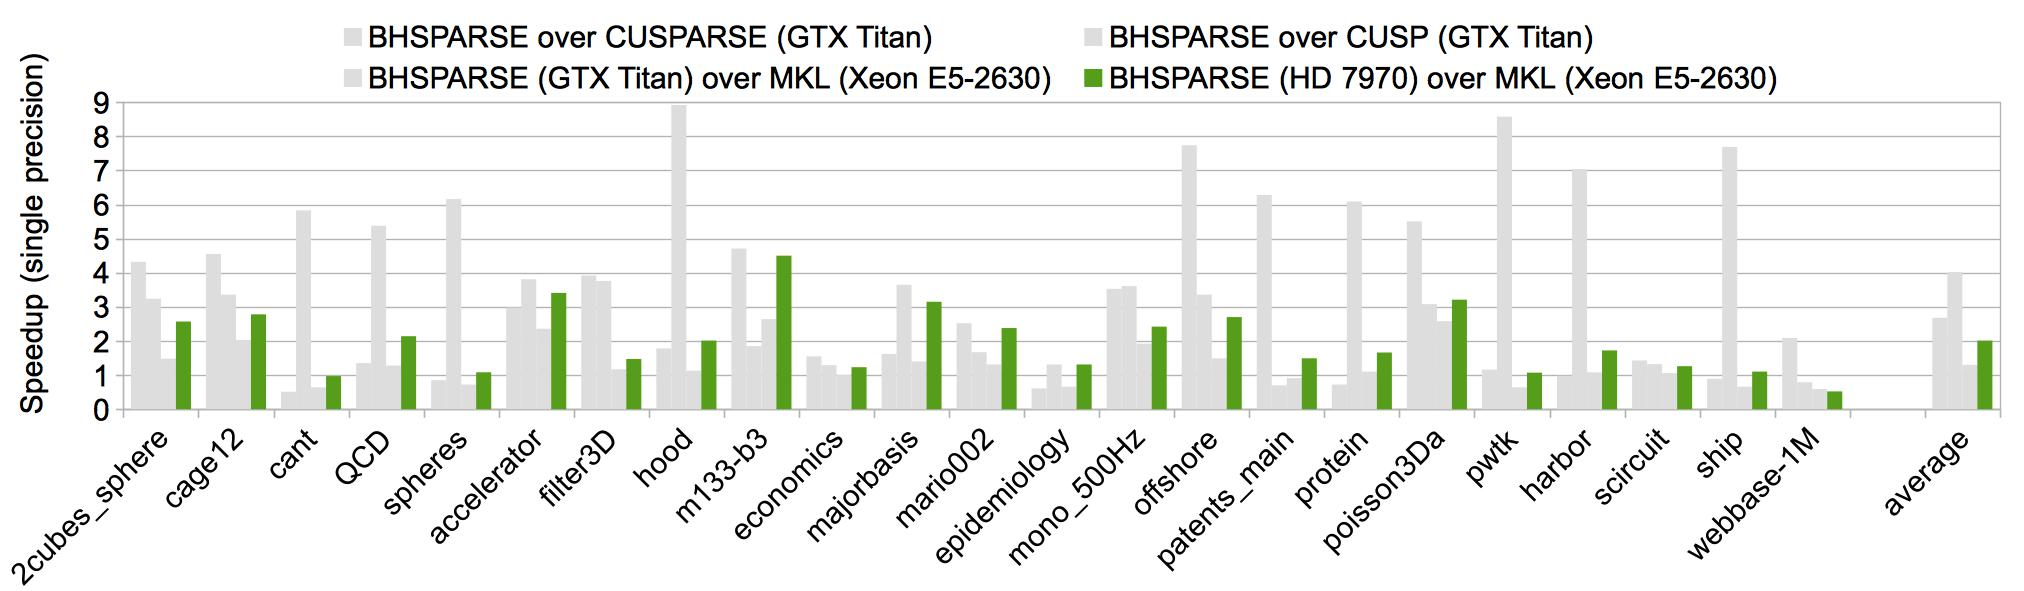 BHSPARSE over CUSPARSE (GTX Titan)
BHSPARSE over CUSP (GTX Titan)
BHSPARSE (GTX Titan) over MKL (Xeon E5-2630)
BHSPARSE (HD 7970) over MKL (Xeon E5-2630)
Speedup (single precision)
9
8
7
6
5
4
3
2
1
0
2cubes_sphere
cage12
cant
QCD
spheres
accelerator
filter3D
hood
m133-b3
economics
majorbasis
mario002
epidemiology
mono_500Hz
offshore
patents_main
protein
poisson3Da
pwtk
harbor
scircuit
ship
webbase-1M
average